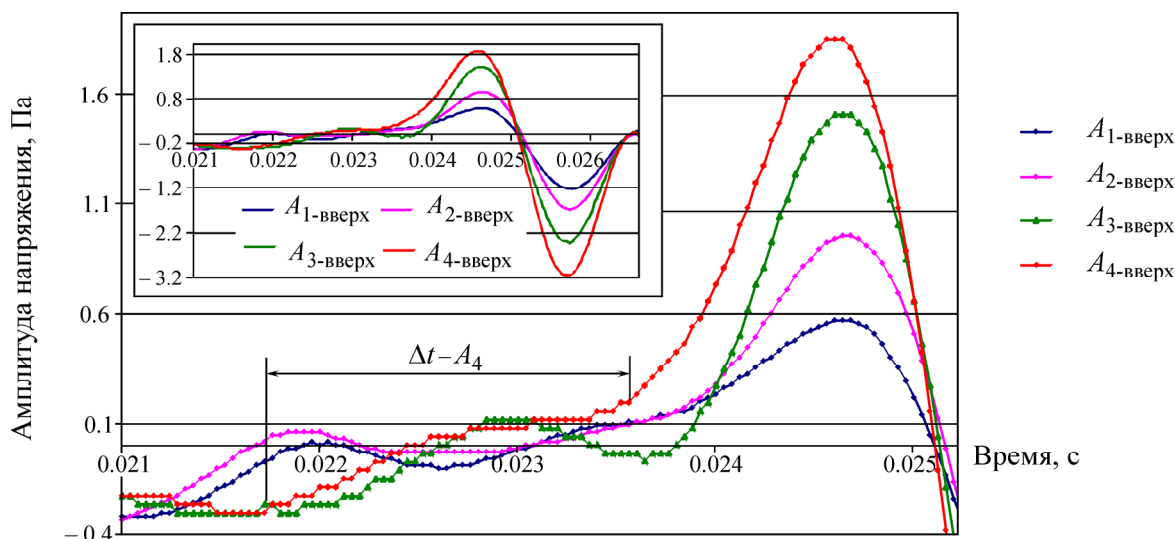 Амплитуда напряжения, Па
1.6
1.1
0.6
0.1
– 0.4
1.8
0.8
– 0.2
– 1.2
– 2.2
– 3.2
0.021 0.022 0.023 0.024 0.025 0.026
A1-вверх A2-вверх
A3-вверх A4-вверх
Δt – A4
0.021 0.022 0.023 0.024 0.025
Время, с
A1-вверх
A2-вверх
A3-вверх
A4-вверх